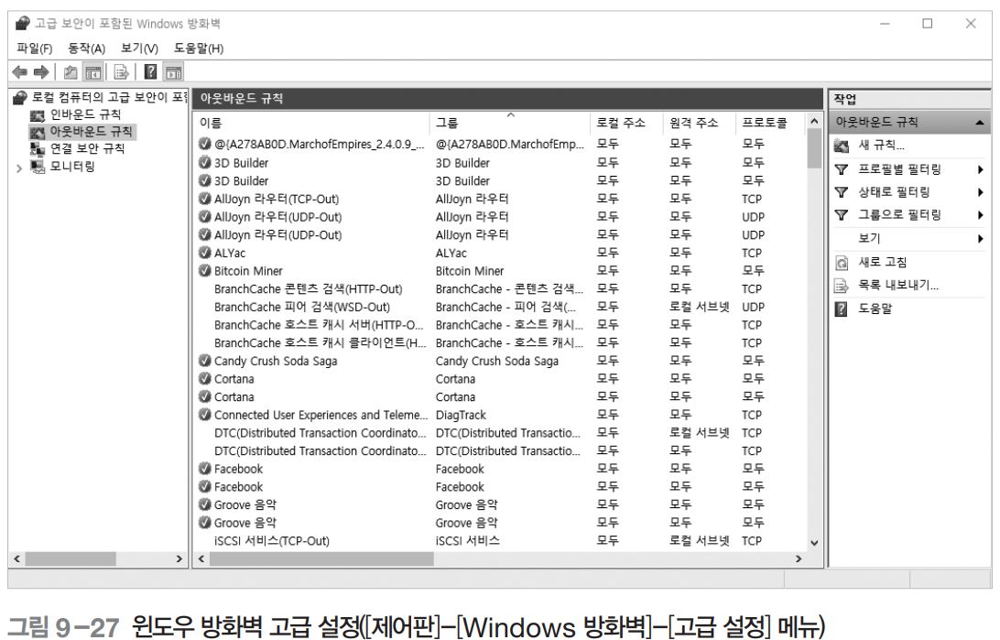 고급 보안이 포함된 Windows 방화벽
파일(F) 동작(A) 보기(V) 도움말(H)
로컬 컴퓨터의 고급 보안이 포함
인바운드 규칙
아웃바운드 규칙
연결 보안 규칙
모니터링
아웃바운드 규칙
이름 그룹 로컬 주소 원격 주소 프로토콜
@{A278AB0D.MarchofEmpires_2.4.0.9_... @{A278AB0D.MarchofEmp... 모두 모두 모두
3D Builder 3D Builder 모두 모두 모두
3D Builder 3D Builder 모두 모두 모두
AllJoyn 라우터(TCP-Out) AllJoyn 라우터 모두 모두 TCP
AllJoyn 라우터(UDP-Out) AllJoyn 라우터 모두 모두 UDP
AllJoyn 라우터(UDP-Out) AllJoyn 라우터 모두 모두 UDP
ALYac ALYac 모두 모두 TCP
Bitcoin Miner Bitcoin Miner 모두 모두 모두
BranchCache 콘텐츠 검색(HTTP-Out) BranchCache - 콘텐츠 검색... 모두 모두 TCP
BranchCache 피어 검색(WSD-Out) BranchCache - 피어 검색(... 모두 로컬 서브넷 UDP
BranchCache 호스트 캐시 서버(HTTP-O... BranchCache - 호스트 캐시... 모두 모두 TCP
BranchCache 호스트 캐시 클라이언트(H... BranchCache - 호스트 캐시... 모두 모두 TCP
Candy Crush Soda Saga Candy Crush Soda Saga 모두 모두 모두
Cortana Cortana 모두 모두 모두
Cortana Cortana 모두 모두 모두
Connected User Experiences and Teleme... DiagTrack 모두 모두 TCP
DTC(Distributed Transaction Coordinato... DTC(Distributed Transactio... 모두 로컬 서브넷 TCP
DTC(Distributed Transaction Coordinato... DTC(Distributed Transactio... 모두 모두 TCP
Facebook Facebook 모두 모두 모두
Facebook Facebook 모두 모두 모두
Groove 음악 Groove 음악 모두 모두 모두
Groove 음악 Groove 음악 모두 모두 모두
iSCSI 서비스(TCP-Out) iSCSI 서비스 모두 로컬 서브넷 TCP
작업
아웃바운드 규칙
새 규칙...
프로필별 필터링
상태로 필터링
그룹으로 필터링
보기
새로 고침
목록 내보내기...
도움말
그림 9-27 윈도우 방화벽 고급 설정([제어판]-[Windows 방화벽]-[고급 설정] 메뉴)